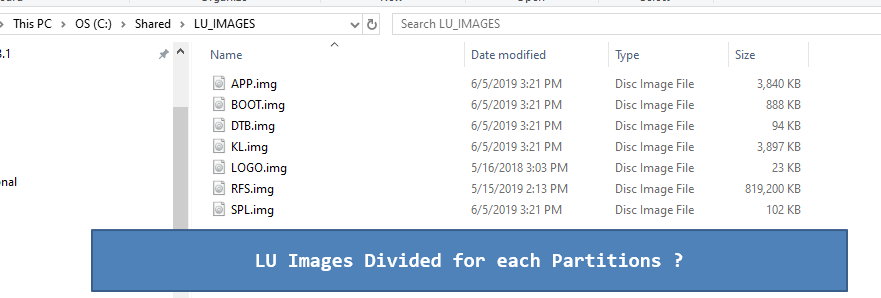 This PC > OS (C:) > Shared > LU_IMAGES
Search LU_IMAGES
Name Date modified Type Size
APP.img 6/5/2019 3:21 PM Disc Image File 3,840 KB
BOOT.img 6/5/2019 3:21 PM Disc Image File 888 KB
DTB.img 6/5/2019 3:21 PM Disc Image File 94 KB
KL.img 6/5/2019 3:21 PM Disc Image File 3,897 KB
LOGO.img 5/16/2018 3:03 PM Disc Image File 23 KB
RFS.img 5/15/2019 2:13 PM Disc Image File 819,200 KB
SPL.img 6/5/2019 3:21 PM Disc Image File 102 KB
LU Images Divided for each Partitions ?